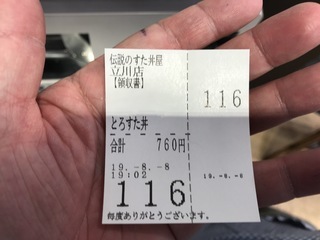 伝説のすた丼屋
立川店
【領収書】
116
とろすた丼
合計 760円
19.-8.-8
19:02
19.-8.-8
116
毎度ありがとうございます。